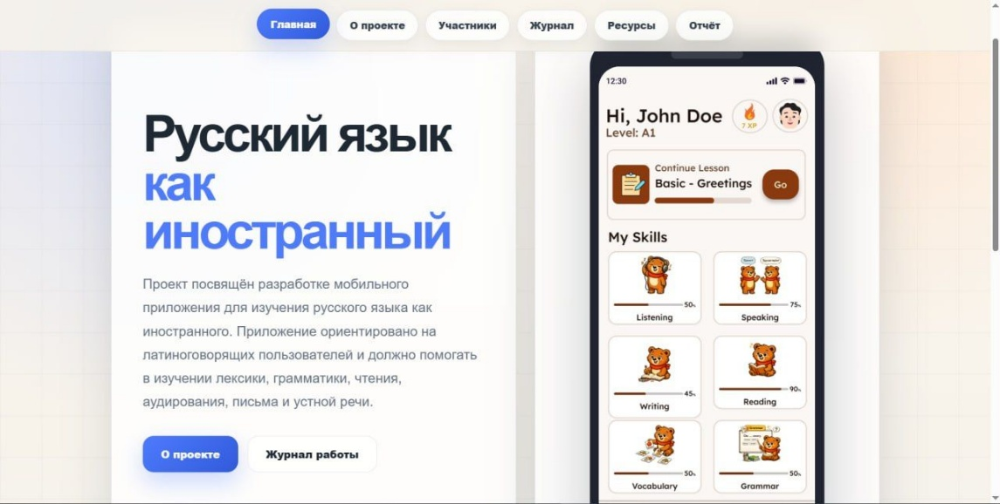 Главная
О проекте
Участники
Журнал
Ресурсы
Отчёт
Русский язык
как
иностранный
Проект посвящён разработке мобильного
приложения для изучения русского языка как
иностранного. Приложение ориентировано на
латиноговорящих пользователей и должно помогать
в изучении лексики, грамматики, чтения,
аудирования, письма и устной речи.
О проекте
Журнал работы
12:30
Hi, John Doe
Level: A1
7 XP
Continue Lesson
Basic - Greetings
Go
My Skills
50%
75%
Listening
Speaking
45%
90%
Writing
Reading
50%
50%
Vocabulary
Grammar